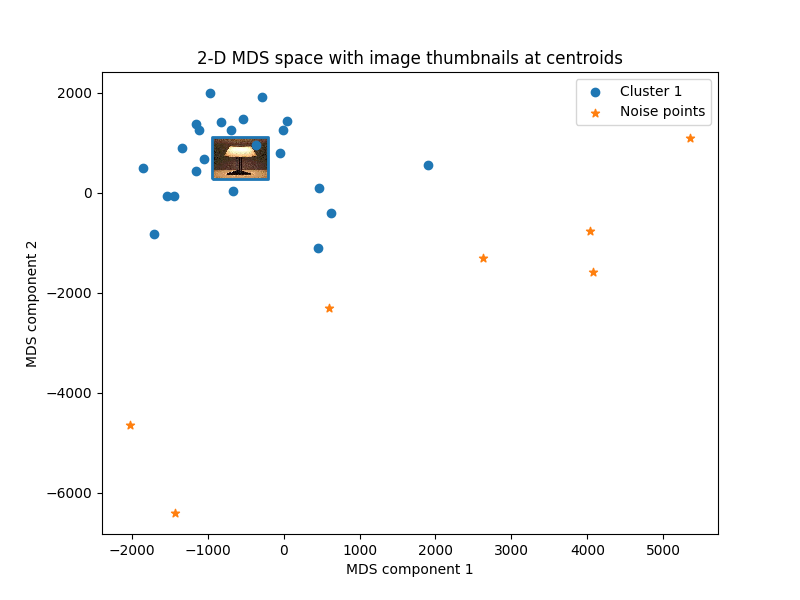 2-D MDS space with image thumbnails at centroids
Cluster 1
Noise points
2000
0
−2000
−4000
−6000
MDS component 2
−2000
−1000
0
1000
2000
3000
4000
5000
MDS component 1